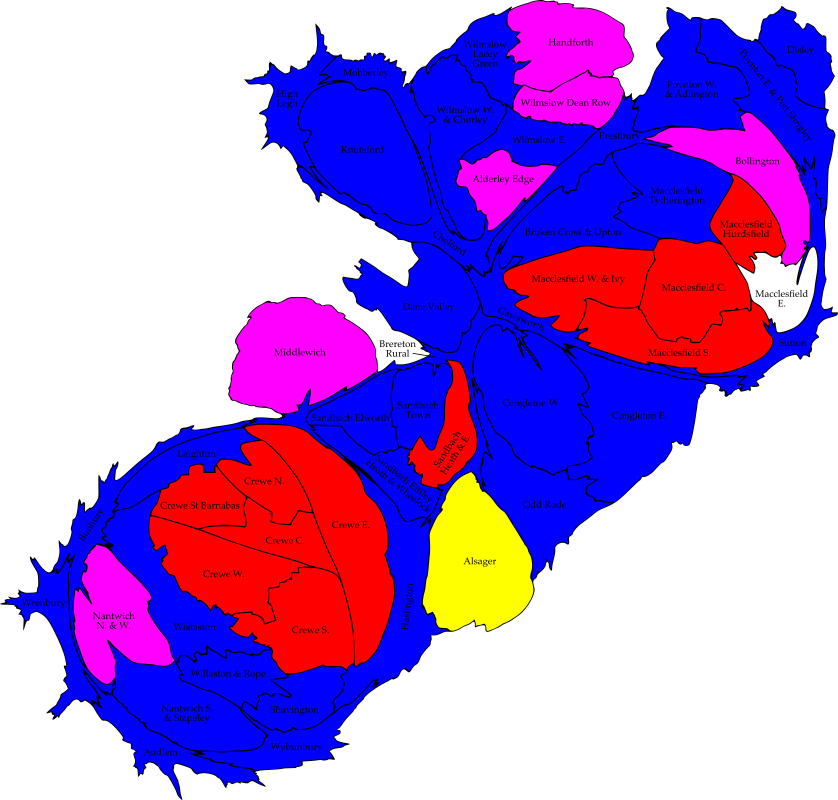 Handforth
Disley
Wilmslow
Lacey
Green
Poynton E. & Pott Shrigley
Mobberley
High
Legh
Poynton W.
& Adlington
Wilmslow Dean Row
Wilmslow W.
& Chorley
Prestbury
Wilmslow E.
Knutsford
Bollington
Alderley Edge
Macclesfield
Tytherington
Macclesfield
Hurdsfield
Broken Cross & Upton
Chelford
Macclesfield W. & Ivy
Macclesfield C.
Macclesfield
E.
Dane Valley
Gawsworth
Sutton
Brereton
Rural
Middlewich
Macclesfield S.
Congleton W.
Congleton E.
Sandbach
Town
Sandbach Elworth
Sandbach
Heath & E.
Leighton
Sandbach Ettiley
Heath & Wheelock
Crewe N.
Odd Rode
Crewe St Barnabas
Crewe E.
Bunbury
Crewe C.
Alsager
Crewe W.
Wrenbury
Haslington
Nantwich
N. & W.
Wistaston
Crewe S.
Willaston & Rope
Nantwich S.
& Stapeley
Shavington
Wybunbury
Audlem